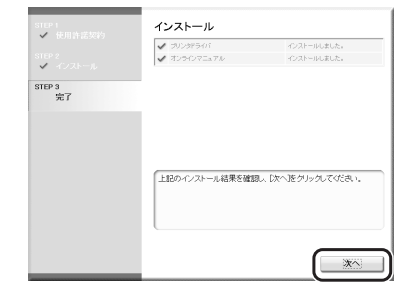 STEP 1
使用許諾契約
STEP 2
インストール
STEP 3
完了
インストール
プリンタドライバ インストールしました。
オンラインマニュアル インストールしました。
上記のインストール結果を確認し、[次へ]をクリックしてください。
次へ